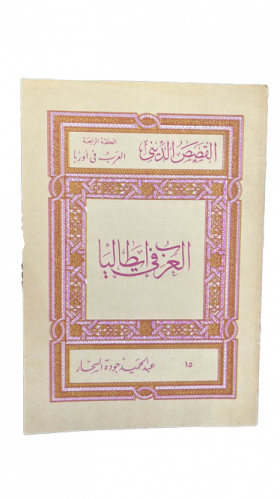 القصص الديني
الحلقة الرابعة
العرب في أوربا
العرب في إيطاليا
١٥
عبد الحميد جودة السحار